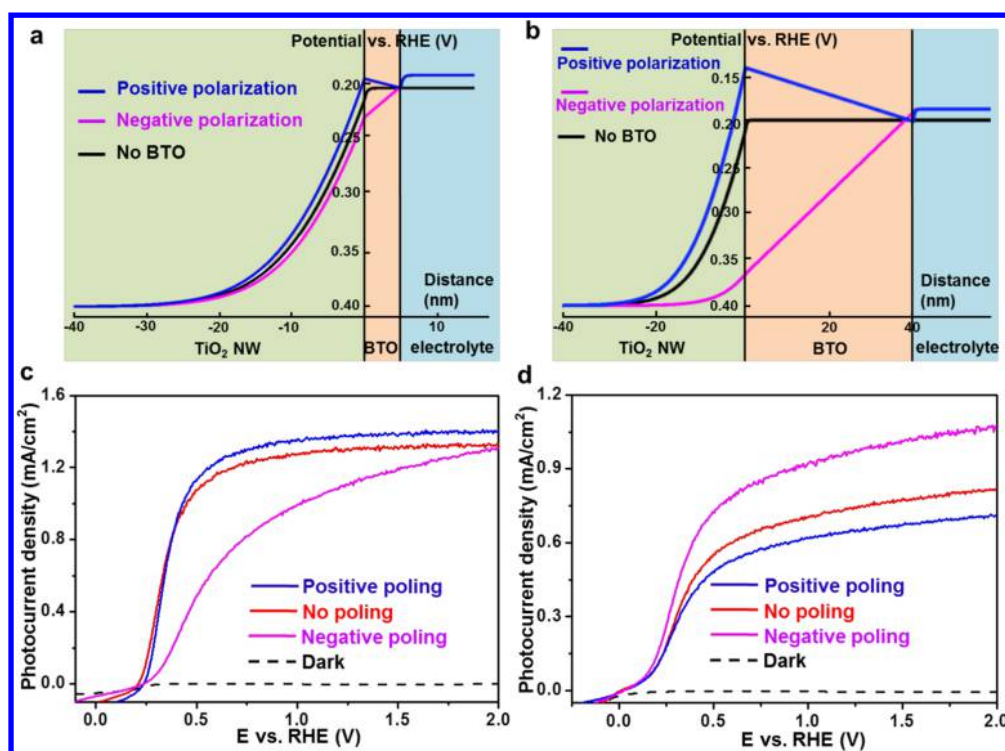 a
Potential vs. RHE (V)
Positive polarization
Negative polarization
No BTO
0.20
0.25
0.30
0.35
0.40
Distance
(nm)
-40 -30 -20 -10 10
TiO2 NW BTO electrolyte
b
Potential vs. RHE (V)
Positive polarization
Negative polarization
No BTO
0.15
0.20
0.25
0.30
0.35
0.40
Distance
(nm)
-40 -20 20 40
TiO2 NW BTO electrolyte
c
Photocurrent density (mA/cm2)
1.6
1.2
0.8
0.4
0.0
Positive poling
No poling
Negative poling
Dark
0.0 0.5 1.0 1.5 2.0
E vs. RHE (V)
d
Photocurrent density (mA/cm2)
1.2
0.9
0.6
0.3
0.0
Positive poling
No poling
Negative poling
Dark
0.0 0.5 1.0 1.5 2.0
E vs. RHE (V)